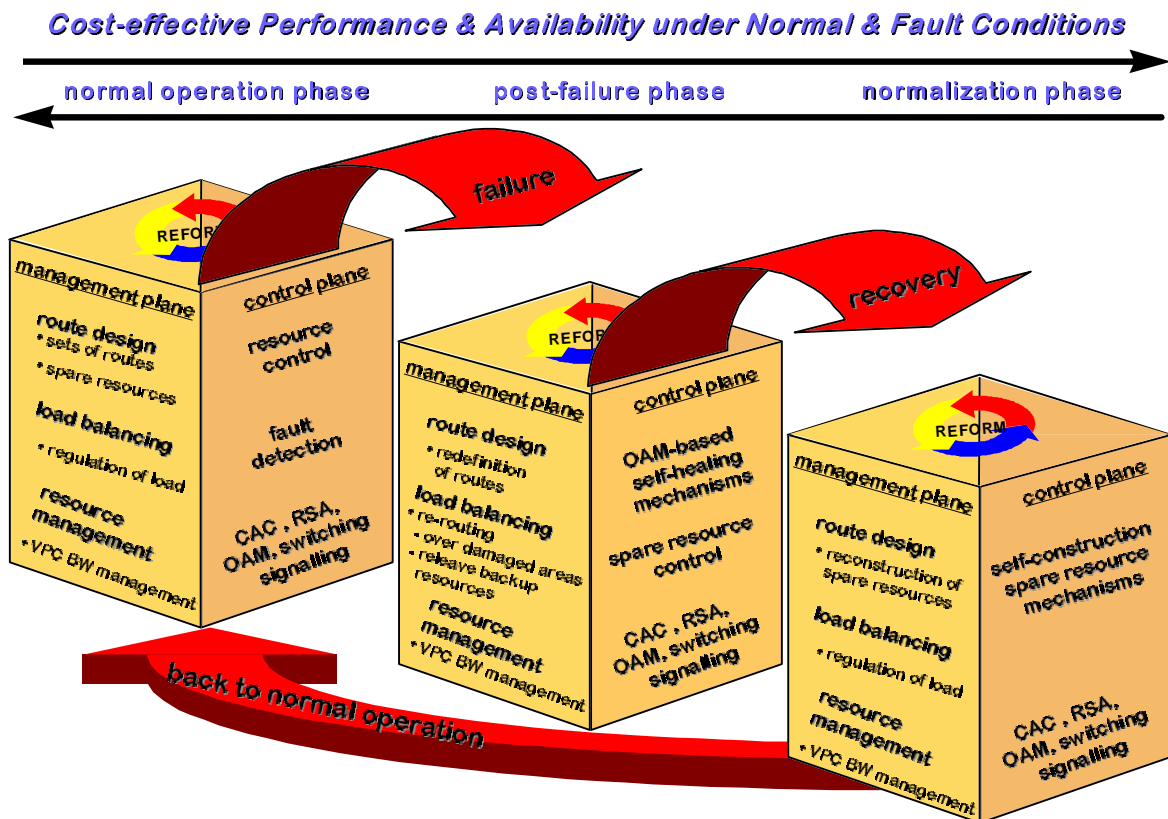 Cost-effective Performance & Availability under Normal & Fault Conditions
normal operation phase
post-failure phase
normalization phase
failure
REFOR
management plane
route design
• sets of routes
• spare resources
load balancing
• regulation of load
resource
management
• VPC BW management
control plane
resource
control
fault
detection
CAC , RSA,
OAM, switching
signalling
recovery
REFOR
management plane
route design
• redefinition
of routes
load balancing
• re-routing
• over damaged areas
• releave backup
resources
resource
management
• VPC BW management
control plane
OAM-based
self-healing
mechanisms
spare resource
control
CAC , RSA,
OAM, switching
signalling
REFORM
management plane
route design
• reconstruction of
spare resources
load balancing
• regulation of load
resource
management
• VPC BW management
control plane
self-construction
spare resource
mechanisms
CAC , RSA,
OAM, switching
signalling
back to normal operation